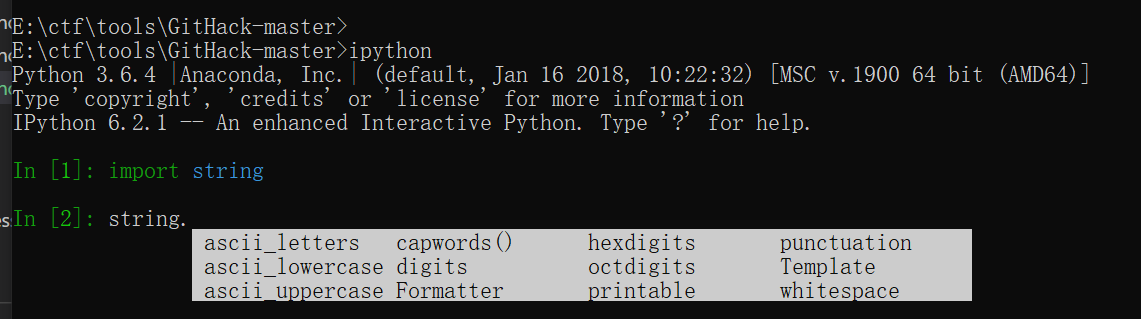 E:\ctf\tools\GitHack-master>
E:\ctf\tools\GitHack-master>ipython
Python 3.6.4 |Anaconda, Inc.| (default, Jan 16 2018, 10:22:32) [MSC v.1900 64 bit (AMD64)]
Type 'copyright', 'credits' or 'license' for more information
IPython 6.2.1 -- An enhanced Interactive Python. Type '?' for help.
In [1]: import string
In [2]: string.
ascii_letters capwords() hexdigits punctuation
ascii_lowercase digits octdigits Template
ascii_uppercase Formatter printable whitespace